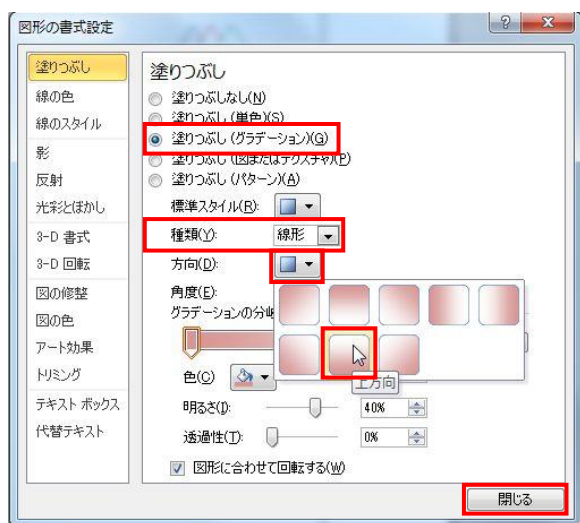 図形の書式設定
塗りつぶし
線の色
線のスタイル
影
反射
光彩とぼかし
3-D 書式
3-D 回転
図の修整
図の色
アート効果
トリミング
テキスト ボックス
代替テキスト
塗りつぶし
塗りつぶしなし(N)
塗りつぶし (単色)(S)
塗りつぶし (グラデーション)(G)
塗りつぶし (図またはテクスチャ)(P)
塗りつぶし (パターン)(A)
標準スタイル(R):
種類(Y): 線形
方向(D):
角度(E):
グラデーションの分岐
上方向
色(C)
明るさ(I): 40%
透過性(T): 0%
図形に合わせて回転する(W)
閉じる